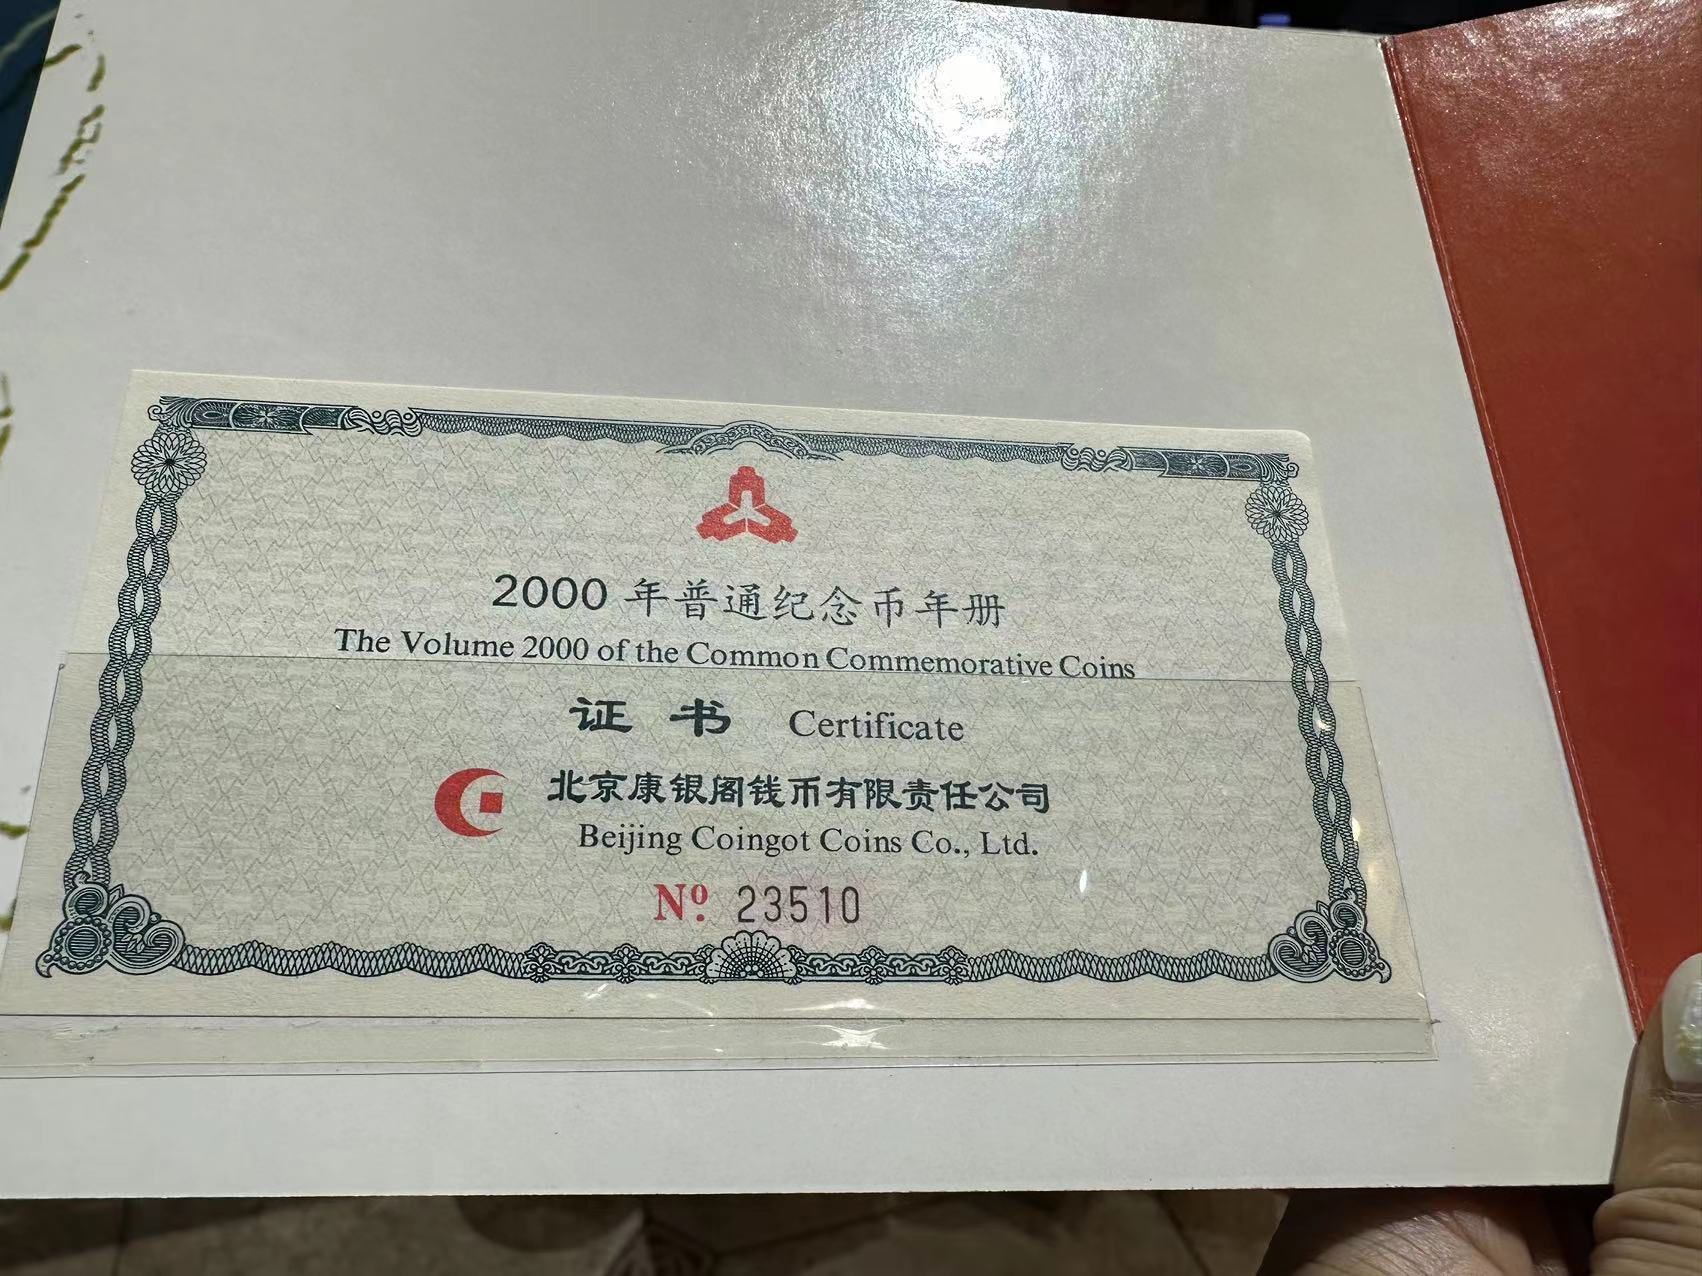 2000 年普通纪念币年册
The Volume 2000 of the Common Commemorative Coins
证 书 Certificate
北京康银阁钱币有限责任公司
Beijing Coingot Coins Co., Ltd.
Nº 23510